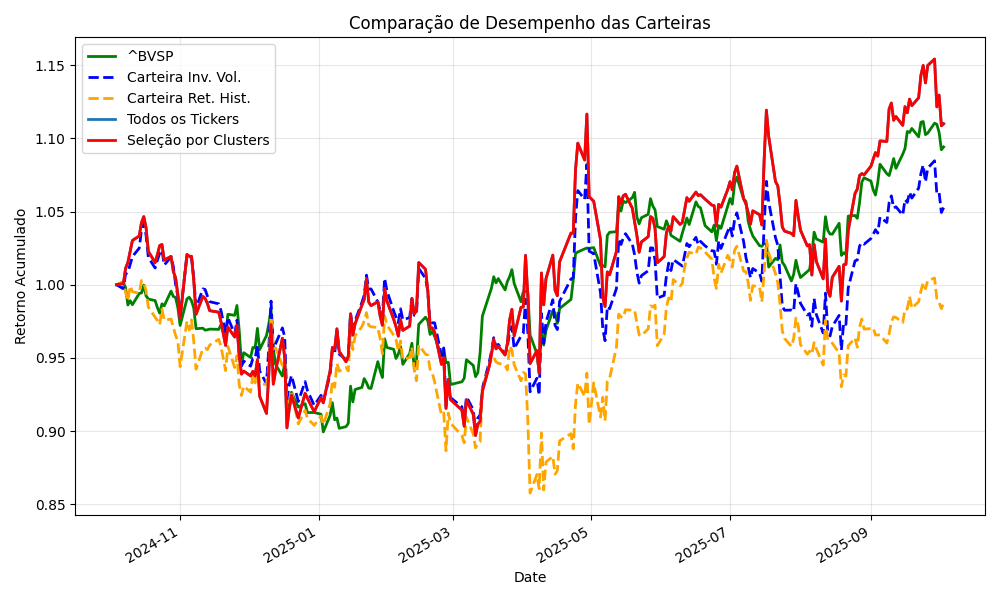 Comparação de Desempenho das Carteiras
^BVSP
Carteira Inv. Vol.
Carteira Ret. Hist.
Todos os Tickers
Seleção por Clusters
Retorno Acumulado
1.15
1.10
1.05
1.00
0.95
0.90
0.85
2024-11
2025-01
2025-03
2025-05
2025-07
2025-09
Date